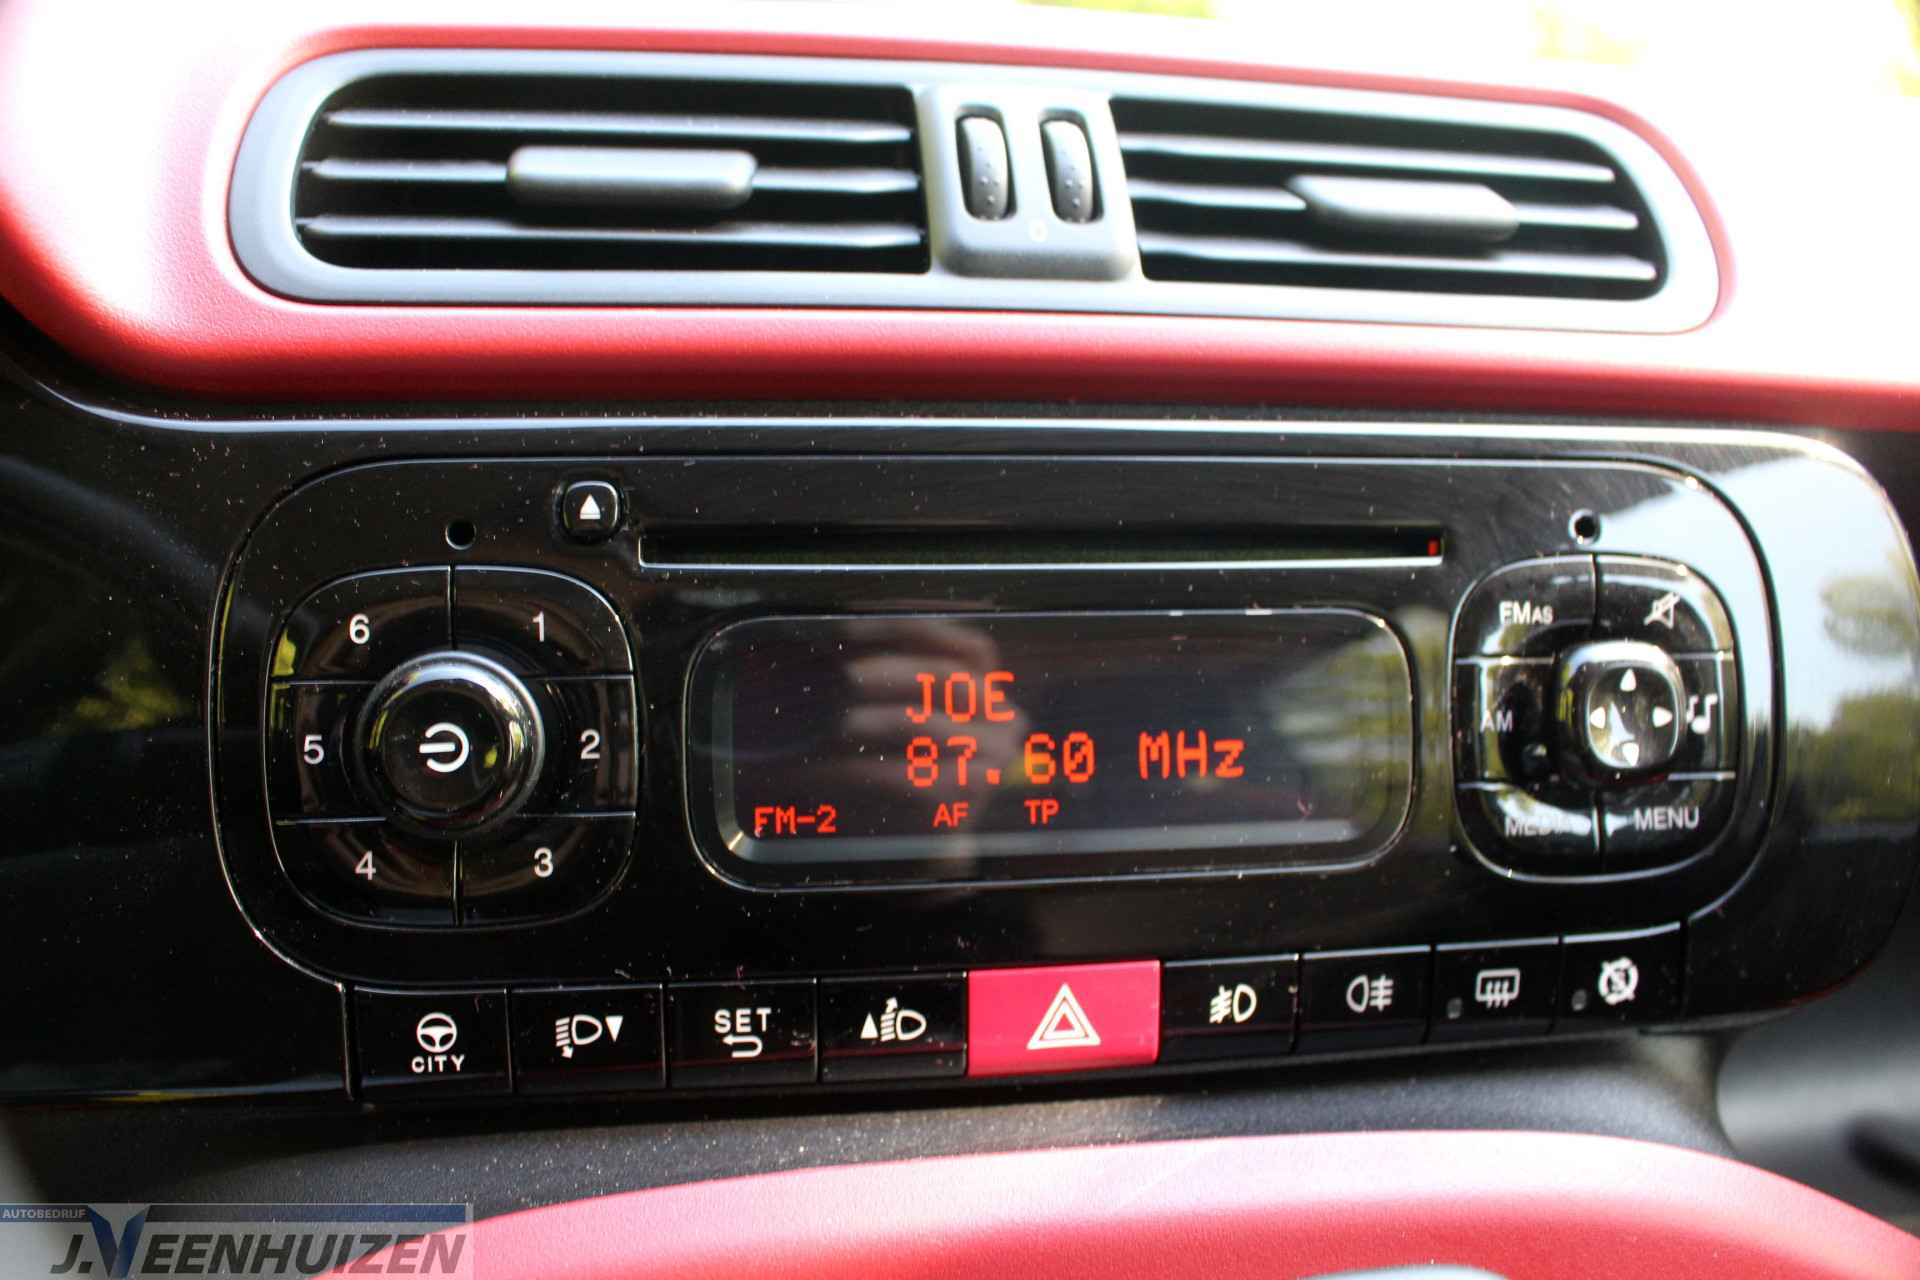 6
1
5
2
4
3
JOE
87.60 MHz
FM-2 AF TP
FMAS
AM
MEDIA
MENU
CITY
SET
S
AUTOBEDRIJF
J.VEENHUIZEN